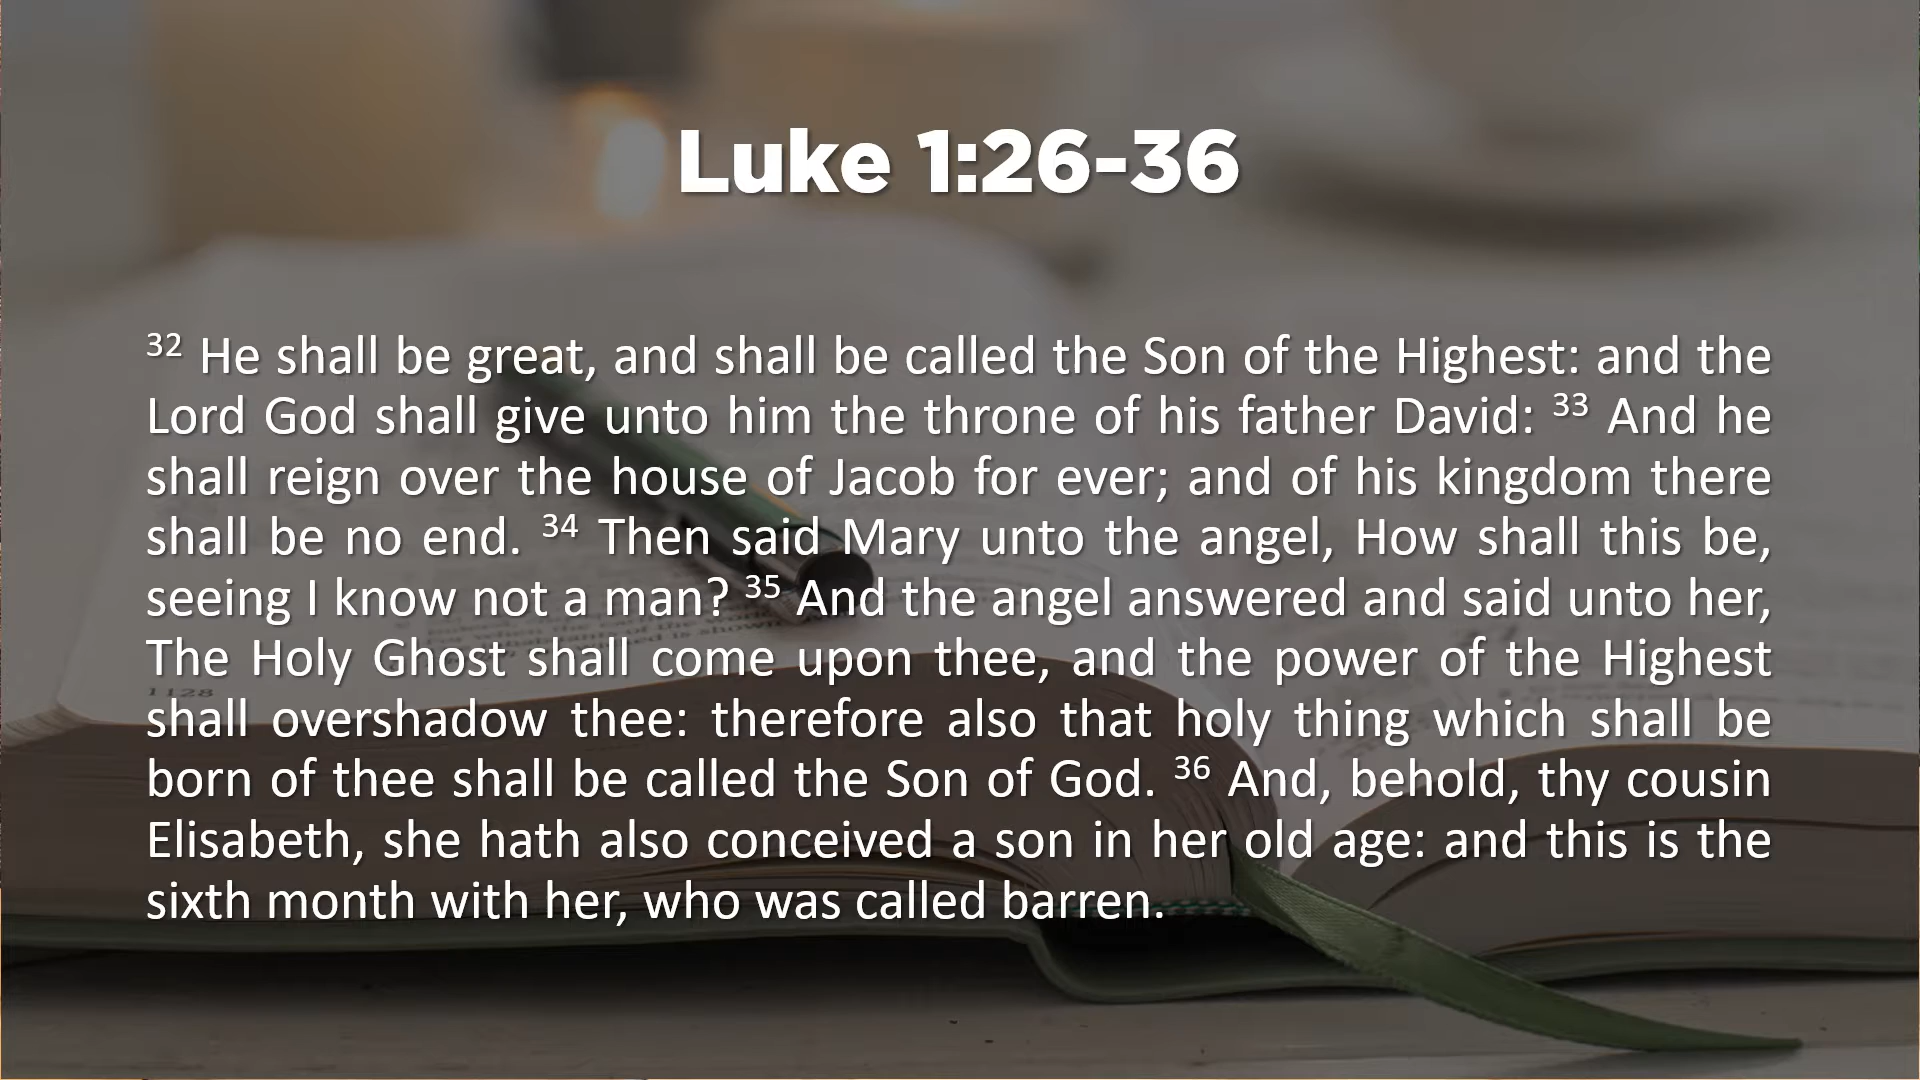 Luke 1:26-36
32 He shall be great, and shall be called the Son of the Highest: and the
Lord God shall give unto him the throne of his father David: 33 And he
shall reign over the house of Jacob for ever; and of his kingdom there
shall be no end. 34 Then said Mary unto the angel, How shall this be,
seeing I know not a man? 35 And the angel answered and said unto her,
The Holy Ghost shall come upon thee, and the power of the Highest
shall overshadow thee: therefore also that holy thing which shall be
born of thee shall be called the Son of God. 36 And, behold, thy cousin
Elisabeth, she hath also conceived a son in her old age: and this is the
sixth month with her, who was called barren.
1128